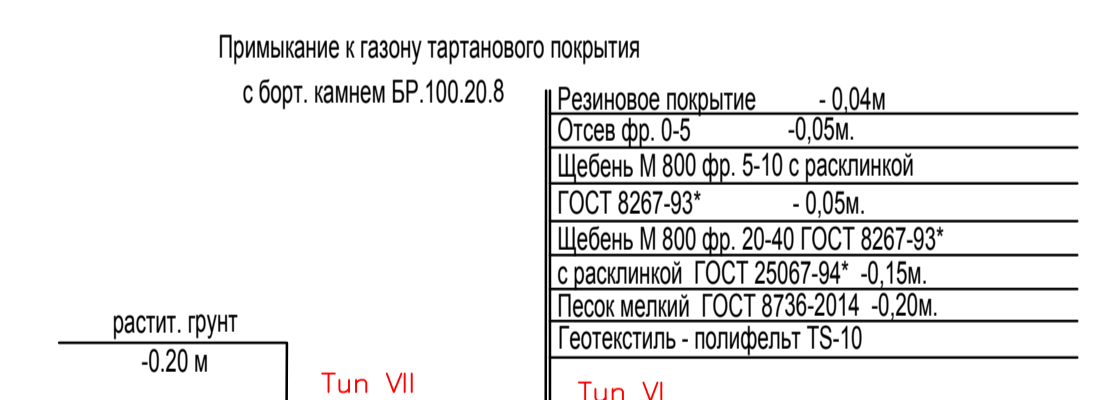 Примыкание к газону тартанового покрытия
с борт. камнем БР.100.20.8
Резиновое покрытие - 0,04м
Отсев фр. 0-5 -0,05м.
Щебень М 800 фр. 5-10 с расклинкой
ГОСТ 8267-93* - 0,05м.
Щебень М 800 фр. 20-40 ГОСТ 8267-93*
с расклинкой ГОСТ 25067-94* -0,15м.
Песок мелкий ГОСТ 8736-2014 -0,20м.
Геотекстиль - полифельт TS-10
растит. грунт
-0.20 м
Тип VII
Тип VI